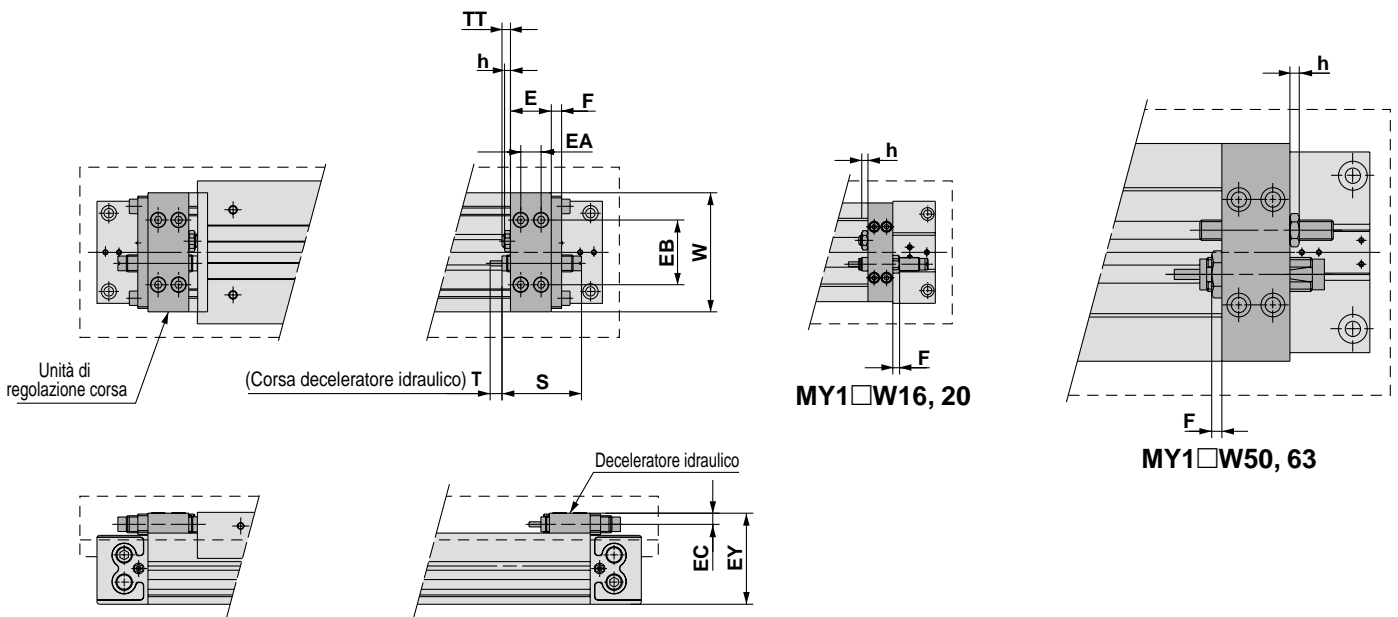 TT
h
E
F
EA
EB
W
Unità di
regolazione corsa
(Corsa deceleratore idraulico) T
S
h
F
MY1□W16, 20
h
F
MY1□W50, 63
Deceleratore idraulico
EC
EY